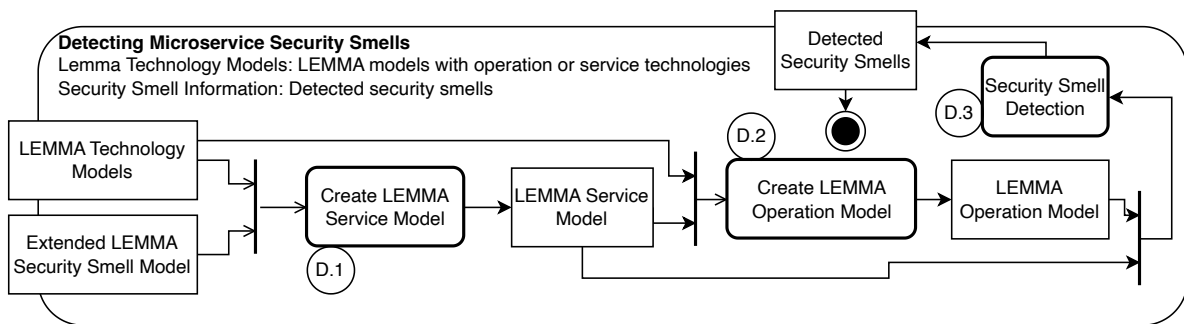 Detecting Microservice Security Smells
Lemma Technology Models: LEMMA models with operation or service technologies
Security Smell Information: Detected security smells
Detected
Security Smells
Security Smell
Detection
D.3
D.2
LEMMA Technology
Models
Create LEMMA
Service Model
LEMMA Service
Model
Create LEMMA
Operation Model
LEMMA
Operation Model
Extended LEMMA
Security Smell Model
D.1